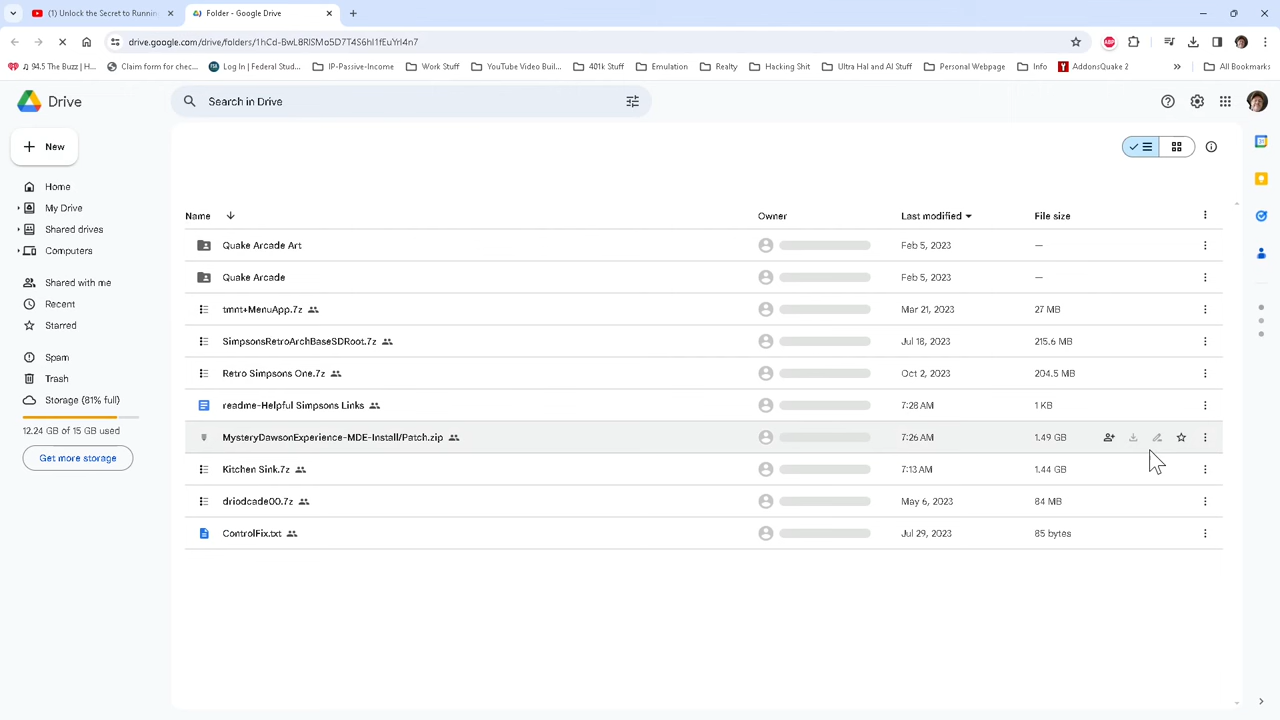 (1) Unlock the Secret to Runnin
Folder - Google Drive
drive.google.com/drive/folders/1hCd-BwL8RlSMo5D7T4S6hI1fEuYrl4n7
ABP
94.5 The Buzz | H...
Claim form for chec...
Log In | Federal Stud...
IP-Passive-Income
Work Stuff
YouTube Video Buil...
401k Stuff
Emulation
Realty
Hacking Shit
Ultra Hal and AI Stuff
Personal Webpage
Info
AddonsQuake 2
»
All Bookmarks
Drive
Search in Drive
New
Home
My Drive
Shared drives
Computers
Shared with me
Recent
Starred
Spam
Trash
Storage (81% full)
12.24 GB of 15 GB used
Get more storage
Name Owner Last modified File size
Quake Arcade Art Feb 5, 2023 —
Quake Arcade Feb 5, 2023 —
tmnt+MenuApp.7z Mar 21, 2023 27 MB
SimpsonsRetroArchBaseSDRoot.7z Jul 18, 2023 215.6 MB
Retro Simpsons One.7z Oct 2, 2023 204.5 MB
readme-Helpful Simpsons Links 7:28 AM 1 KB
MysteryDawsonExperience-MDE-Install/Patch.zip 7:26 AM 1.49 GB
Kitchen Sink.7z 7:13 AM 1.44 GB
driodcade00.7z May 6, 2023 84 MB
ControlFix.txt Jul 29, 2023 85 bytes